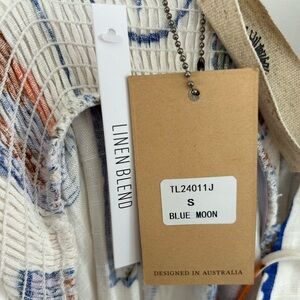 LINEN BLEND
TL24011J
S
BLUE MOON
DESIGNED IN AUSTRALIA